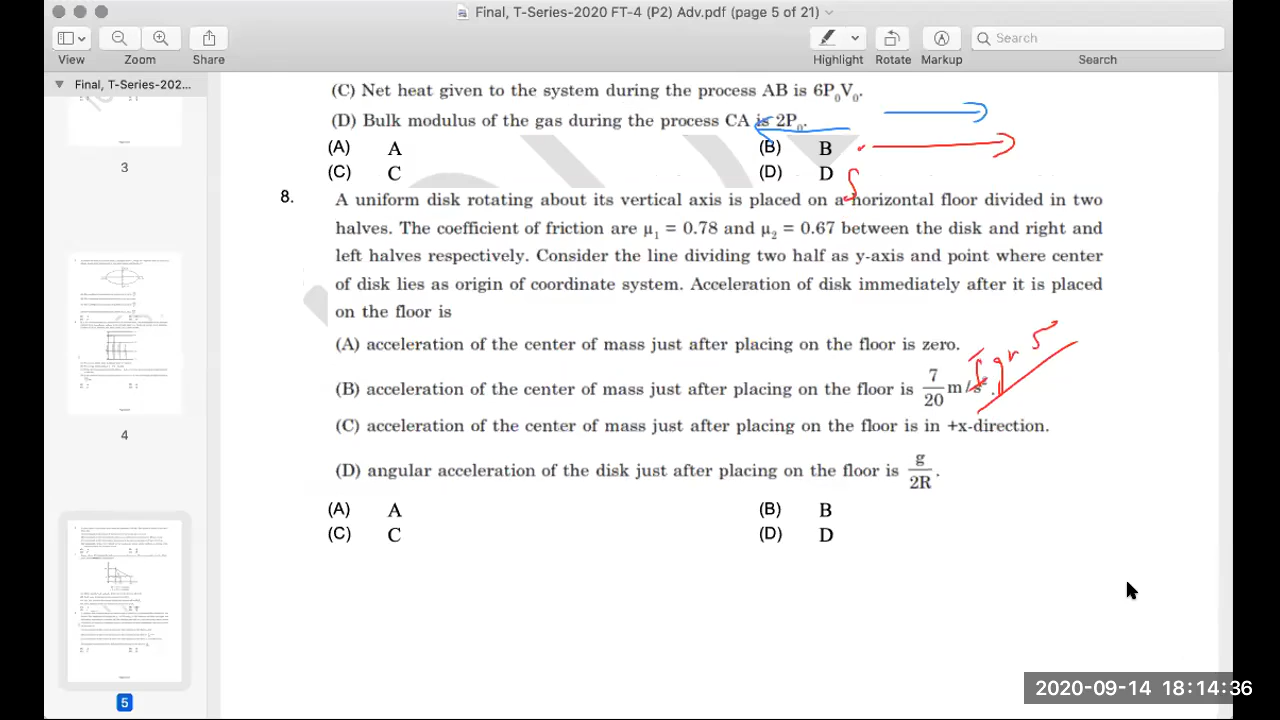 Final, T-Series-2020 FT-4 (P2) Adv.pdf (page 5 of 21)
View
Zoom
Share
Highlight
Rotate
Markup
Search
Search
Final, T-Series-202...
3
4
5
(C) Net heat given to the system during the process AB is 6P₀V₀.
(D) Bulk modulus of the gas during the process CA is 2P₀.
(A) A (B) B
(C) C (D) D
8. A uniform disk rotating about its vertical axis is placed on a horizontal floor divided in two
halves. The coefficient of friction are μ₁ = 0.78 and μ₂ = 0.67 between the disk and right and
left halves respectively. Consider the line dividing two half as y-axis and point where center
of disk lies as origin of coordinate system. Acceleration of disk immediately after it is placed
on the floor is
(A) acceleration of the center of mass just after placing on the floor is zero.
(B) acceleration of the center of mass just after placing on the floor is 7/20 m/s².
(C) acceleration of the center of mass just after placing on the floor is in +x-direction.
(D) angular acceleration of the disk just after placing on the floor is g/2R.
(A) A (B) B
(C) C (D) D
2020-09-14 18:14:36